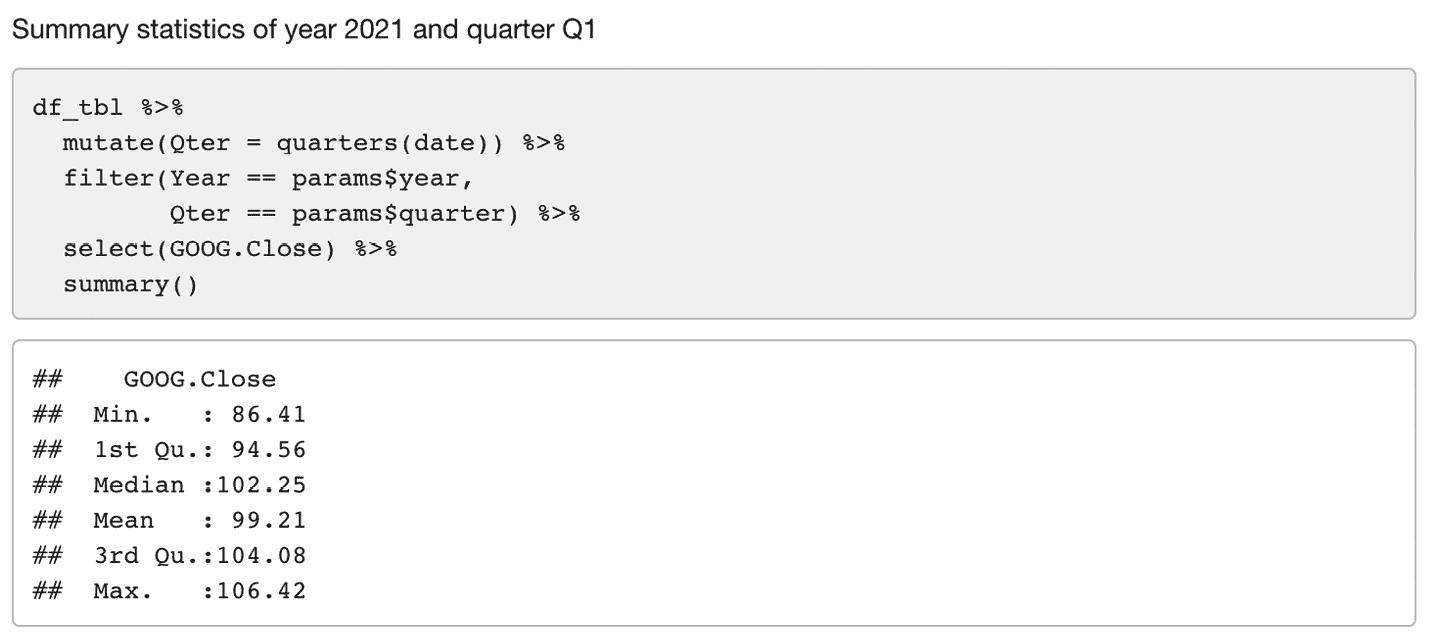 Summary statistics of year 2021 and quarter Q1
df_tbl %>%
  mutate(Qter = quarters(date)) %>%
  filter(Year == params$year,
         Qter == params$quarter) %>%
  select(GOOG.Close) %>%
  summary()
##    GOOG.Close
##  Min.   : 86.41
##  1st Qu.: 94.56
##  Median :102.25
##  Mean   : 99.21
##  3rd Qu.:104.08
##  Max.   :106.42